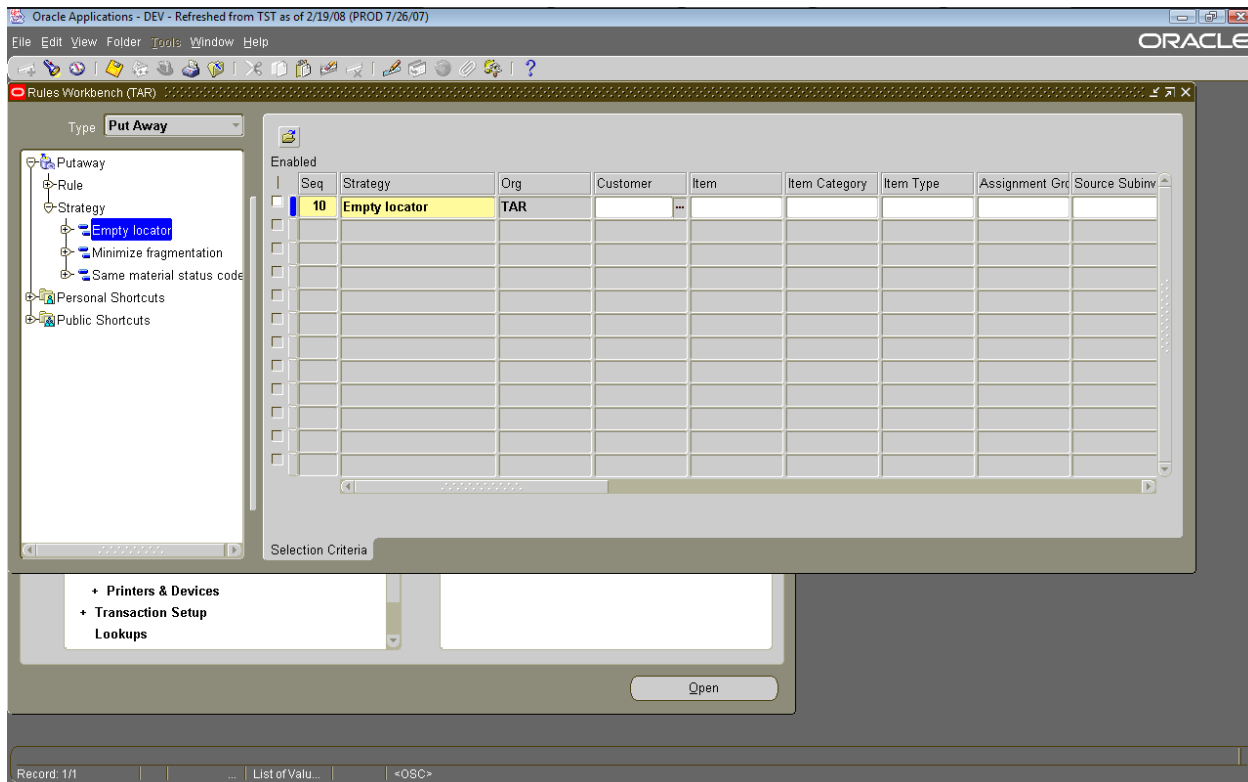 Oracle Applications - DEV - Refreshed from TST as of 2/19/08 (PROD 7/26/07)
File Edit View Folder Tools Window Help
ORACLE
Rules Workbench (TAR)
Type Put Away
Putaway
Rule
Strategy
Empty locator
Minimize fragmentation
Same material status code
Personal Shortcuts
Public Shortcuts
Enabled
Seq Strategy Org Customer Item Item Category Item Type Assignment Gro Source Subinv
10 Empty locator TAR
Selection Criteria
+ Printers & Devices
+ Transaction Setup
Lookups
Open
Record: 1/1 ... List of Valu... <OSC>